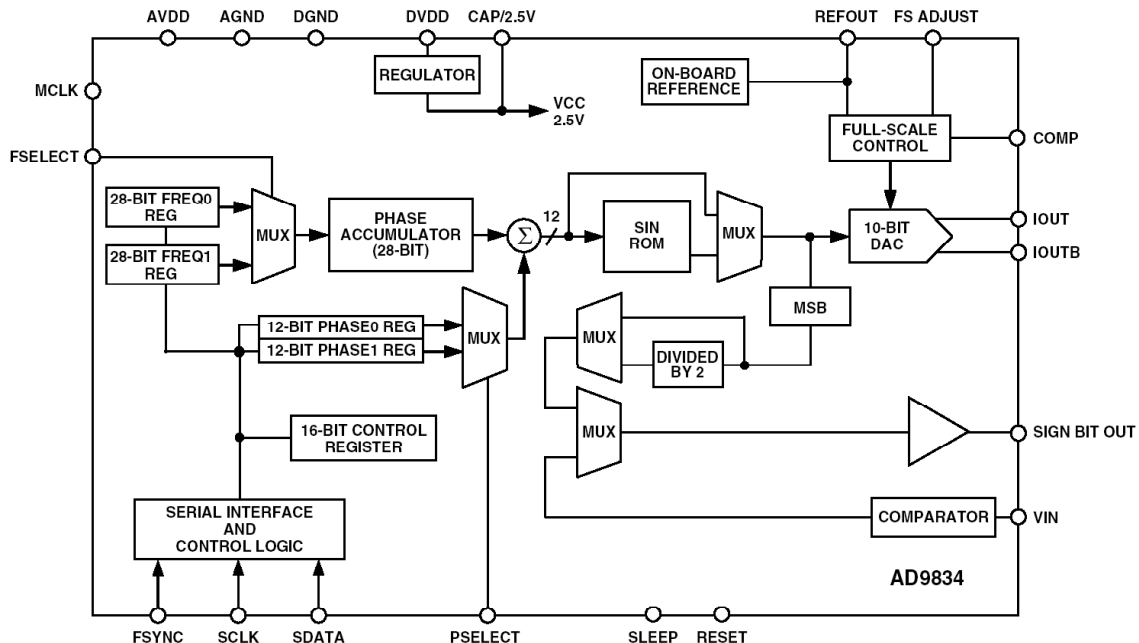 AVDD
AGND
DGND
DVDD
CAP/2.5V
REFOUT
FS ADJUST
MCLK
REGULATOR
VCC
2.5V
ON-BOARD
REFERENCE
FULL-SCALE
CONTROL
COMP
FSELECT
28-BIT FREQ0
REG
28-BIT FREQ1
REG
MUX
PHASE
ACCUMULATOR
(28-BIT)
Σ
12
SIN
ROM
MUX
10-BIT
DAC
IOUT
IOUTB
MSB
12-BIT PHASE0 REG
12-BIT PHASE1 REG
MUX
MUX
DIVIDED
BY 2
16-BIT CONTROL
REGISTER
MUX
SIGN BIT OUT
SERIAL INTERFACE
AND
CONTROL LOGIC
COMPARATOR
VIN
AD9834
FSYNC
SCLK
SDATA
PSELECT
SLEEP
RESET